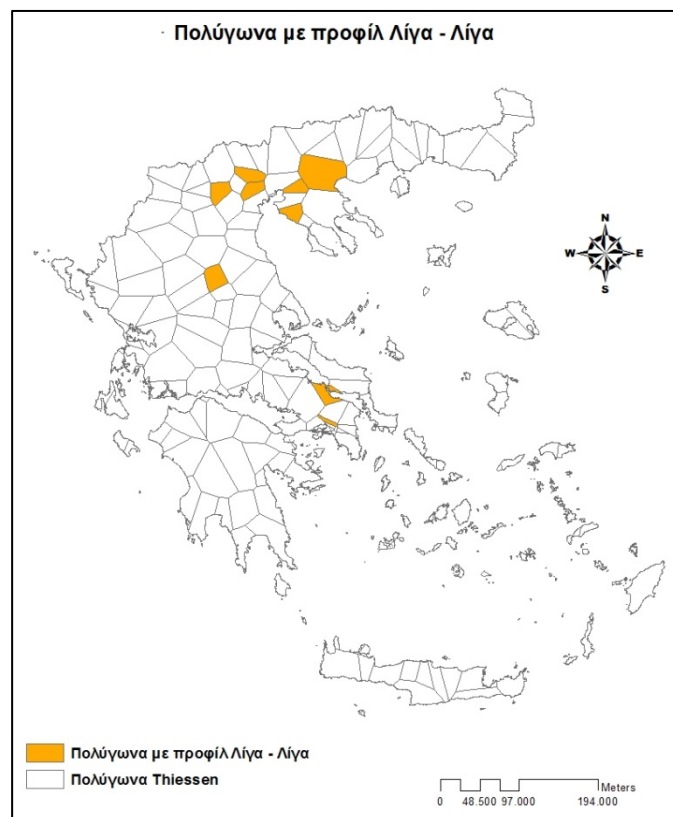 Πολύγωνα με προφίλ Λίγα - Λίγα
N
W E
S
Πολύγωνα με προφίλ Λίγα - Λίγα
Πολύγωνα Thiessen
Meters
0 48.500 97.000 194.000